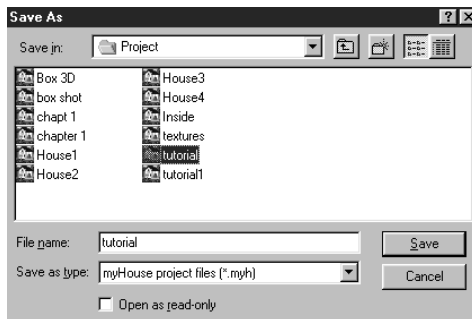 Save As
Save in: Project
Box 3D
box shot
chapt 1
chapter 1
House1
House2
House3
House4
Inside
textures
tutorial
tutorial1
File name: tutorial Save
Save as type: myHouse project files (*.myh) Cancel
Open as read-only